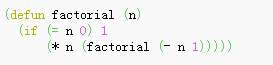 (defun factorial (n)
(if (= n 0) 1
(* n (factorial (- n 1)))))